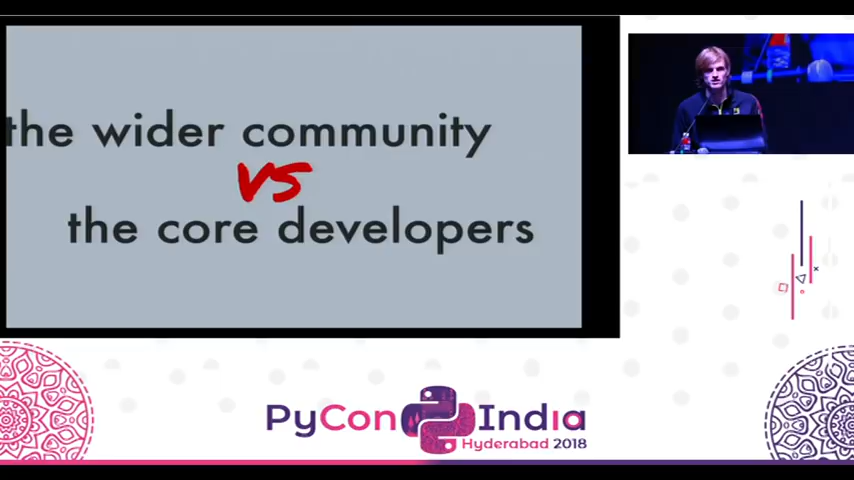 the wider community
vs
the core developers
PyCon India
Hyderabad 2018